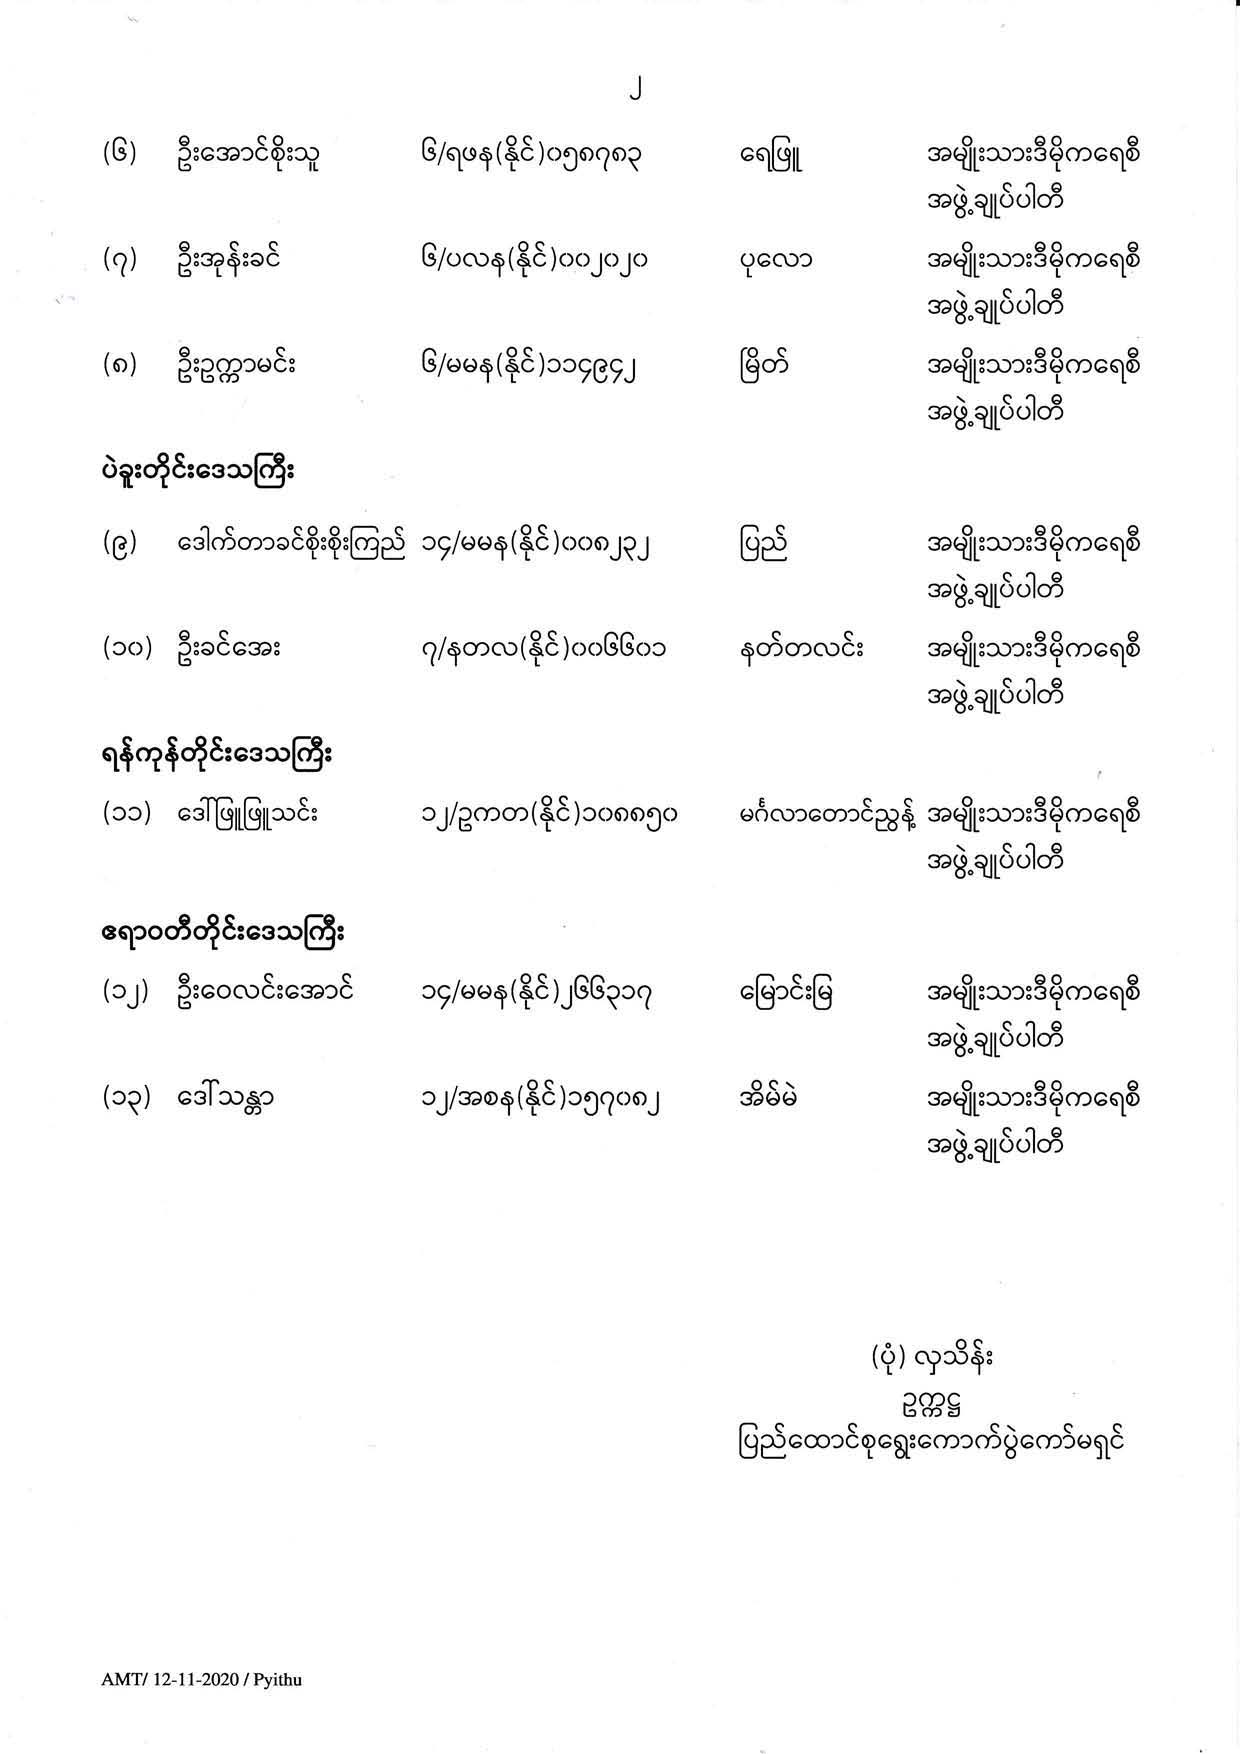 ၂
(၆) ဦးအောင်စိုးသူ ၆/ရဖန(နိုင်)၀၅၈၇၈၃ ရေဖြူ အမျိုးသားဒီမိုကရေစီ
အဖွဲ့ချုပ်ပါတီ
(၇) ဦးအုန်းခင် ၆/ပလန(နိုင်)၀၀၂၀၂၀ ပုလော အမျိုးသားဒီမိုကရေစီ
အဖွဲ့ချုပ်ပါတီ
(၈) ဦးဥက္ကာမင်း ၆/မမန(နိုင်)၁၁၄၉၄၂ မြိတ် အမျိုးသားဒီမိုကရေစီ
အဖွဲ့ချုပ်ပါတီ
ပဲခူးတိုင်းဒေသကြီး
(၉) ဒေါက်တာခင်စိုးစိုးကြည် ၁၄/မမန(နိုင်)၀၀၈၂၃၂ ပြည် အမျိုးသားဒီမိုကရေစီ
အဖွဲ့ချုပ်ပါတီ
(၁၀) ဦးခင်အေး ၇/နတလ(နိုင်)၀၀၆၆၀၁ နတ်တလင်း အမျိုးသားဒီမိုကရေစီ
အဖွဲ့ချုပ်ပါတီ
ရန်ကုန်တိုင်းဒေသကြီး
(၁၁) ဒေါ်ဖြူဖြူသင်း ၁၂/ဥကတ(နိုင်)၁၀၈၈၅၀ မင်္ဂလာတောင်ညွန့် အမျိုးသားဒီမိုကရေစီ
အဖွဲ့ချုပ်ပါတီ
ဧရာဝတီတိုင်းဒေသကြီး
(၁၂) ဦးဝေလင်းအောင် ၁၄/မမန(နိုင်)၂၆၆၃၁၇ မြောင်းမြ အမျိုးသားဒီမိုကရေစီ
အဖွဲ့ချုပ်ပါတီ
(၁၃) ဒေါ်သန္တာ ၁၂/အစန(နိုင်)၁၅၇၀၈၂ အိမ်မဲ အမျိုးသားဒီမိုကရေစီ
အဖွဲ့ချုပ်ပါတီ
(ပုံ) လှသိန်း
ဥက္ကဋ္ဌ
ပြည်ထောင်စုရွေးကောက်ပွဲကော်မရှင်
AMT/ 12-11-2020 / Pyithu